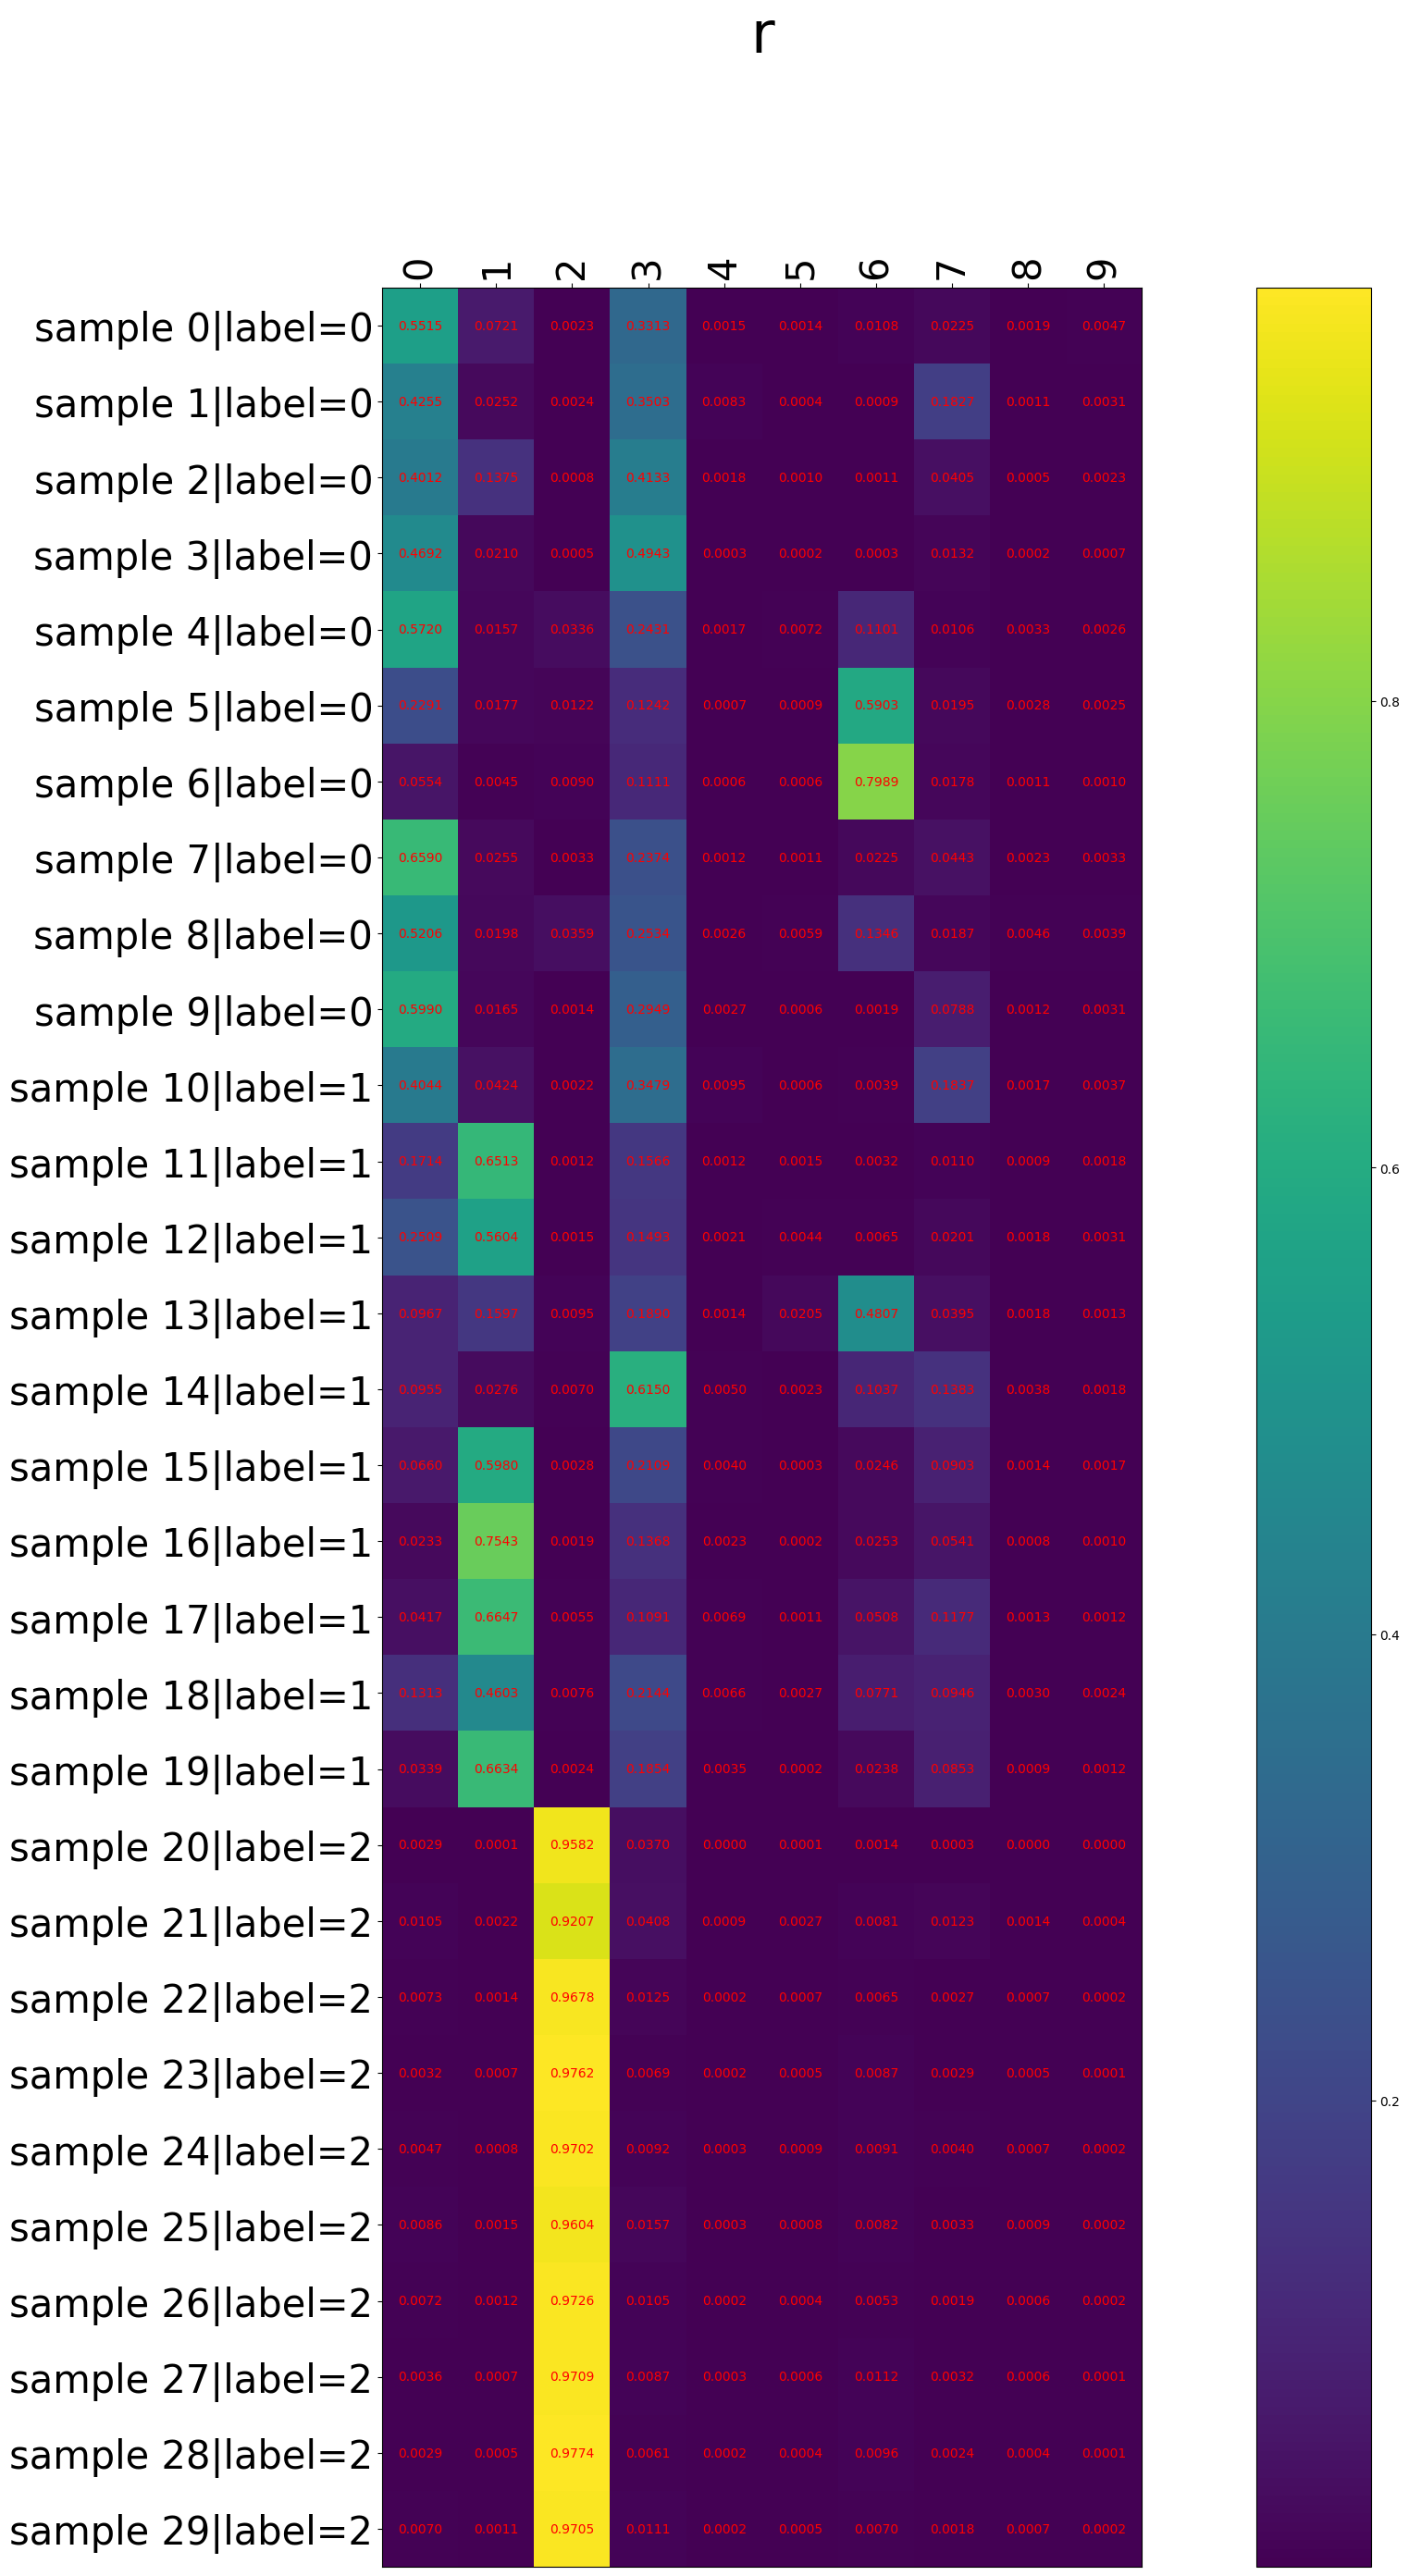 r
0 1 2 3 4 5 6 7 8 9
sample 0|label=0 0.5515 0.0721 0.0023 0.3313 0.0015 0.0014 0.0108 0.0225 0.0019 0.0047
sample 1|label=0 0.4255 0.0252 0.0024 0.3503 0.0083 0.0004 0.0009 0.1827 0.0011 0.0031
sample 2|label=0 0.4012 0.1375 0.0008 0.4133 0.0018 0.0010 0.0011 0.0405 0.0005 0.0023
sample 3|label=0 0.4692 0.0210 0.0005 0.4943 0.0003 0.0002 0.0003 0.0132 0.0002 0.0007
sample 4|label=0 0.5720 0.0157 0.0336 0.0017 0.0072 0.1101 0.0106 0.0033 0.0026
sample 5|label=0 0.0177 0.0122 0.1242 0.0007 0.0009 0.5903 0.0195 0.0028 0.0025
sample 6|label=0 0.0554 0.0045 0.0090 0.1111 0.0006 0.0006 0.7989 0.0178 0.0011 0.0010
sample 7|label=0 0.6590 0.0255 0.0033 0.0012 0.0011 0.0225 0.0443 0.0023 0.0033
sample 8|label=0 0.5206 0.0198 0.0359 0.0026 0.0059 0.1346 0.0187 0.0046 0.0039
sample 9|label=0 0.5990 0.0165 0.0014 0.2949 0.0027 0.0006 0.0019 0.0788 0.0012 0.0031
sample 10|label=1 0.4044 0.0424 0.0022 0.3479 0.0095 0.0006 0.0039 0.1837 0.0017 0.0037
sample 11|label=1 0.1714 0.6513 0.0012 0.1566 0.0012 0.0015 0.0032 0.0110 0.0009 0.0018
sample 12|label=1 0.5604 0.0015 0.1493 0.0021 0.0044 0.0065 0.0201 0.0018 0.0031
sample 13|label=1 0.0967 0.1597 0.0095 0.0014 0.0205 0.4807 0.0395 0.0018 0.0013
sample 14|label=1 0.0955 0.0276 0.0070 0.6150 0.0050 0.0023 0.1037 0.1383 0.0038 0.0018
sample 15|label=1 0.0660 0.5980 0.0028 0.0040 0.0003 0.0246 0.0903 0.0014 0.0017
sample 16|label=1 0.0233 0.7543 0.0019 0.1368 0.0023 0.0002 0.0253 0.0541 0.0008 0.0010
sample 17|label=1 0.0417 0.6647 0.0055 0.1091 0.0069 0.0011 0.0508 0.1177 0.0013 0.0012
sample 18|label=1 0.1313 0.4603 0.0076 0.2144 0.0066 0.0027 0.0771 0.0946 0.0030 0.0024
sample 19|label=1 0.0339 0.6634 0.0024 0.1854 0.0035 0.0002 0.0238 0.0853 0.0009 0.0012
sample 20|label=2 0.0029 0.0001 0.9582 0.0370 0.0000 0.0001 0.0014 0.0003 0.0000 0.0000
sample 21|label=2 0.0105 0.0022 0.9207 0.0408 0.0009 0.0027 0.0081 0.0123 0.0014 0.0004
sample 22|label=2 0.0073 0.0014 0.9678 0.0125 0.0002 0.0007 0.0065 0.0027 0.0007 0.0002
sample 23|label=2 0.0032 0.0007 0.9762 0.0069 0.0002 0.0005 0.0087 0.0029 0.0005 0.0001
sample 24|label=2 0.0047 0.0008 0.9702 0.0092 0.0003 0.0009 0.0091 0.0040 0.0007 0.0002
sample 25|label=2 0.0086 0.0015 0.9604 0.0157 0.0003 0.0008 0.0082 0.0033 0.0009 0.0002
sample 26|label=2 0.0072 0.0012 0.9726 0.0105 0.0002 0.0004 0.0053 0.0019 0.0006 0.0002
sample 27|label=2 0.0036 0.0007 0.9709 0.0087 0.0003 0.0006 0.0112 0.0032 0.0006 0.0001
sample 28|label=2 0.0029 0.0005 0.9774 0.0061 0.0002 0.0004 0.0096 0.0024 0.0004 0.0001
sample 29|label=2 0.0070 0.0011 0.9705 0.0111 0.0002 0.0005 0.0070 0.0018 0.0007 0.0002
0.8
0.6
0.4
0.2